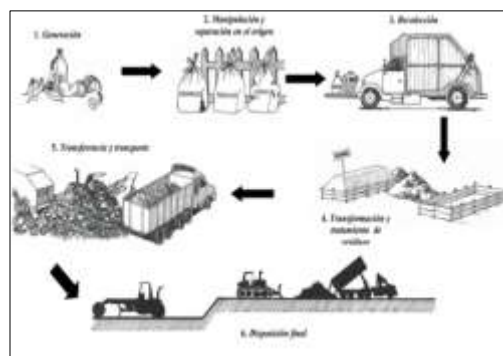 1. Generación
2. Manipulación y
separación en el origen
3. Recolección
5. Transferencia y transporte
4. Transformación y
tratamiento de
residuos
6. Disposición final